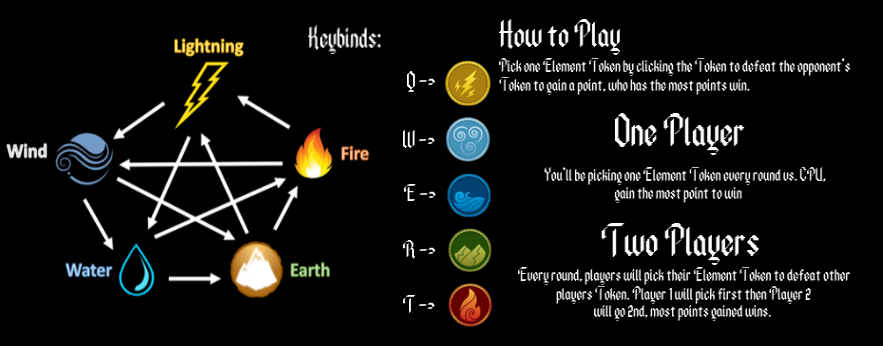 Lightning
Wind
Fire
Water
Earth
Keybinds:
Q ->
W ->
E ->
R ->
T ->
How to Play
Pick one Element Token by clicking the Token to defeat the opponent's
Token to gain a point, who has the most points win.
One Player
You'll be picking one Element Token every round vs. CPU,
gain the most point to win
Two Players
Every round, players will pick their Element Token to defeat other
players Token. Player 1 will pick first then Player 2
will go 2nd, most points gained wins.